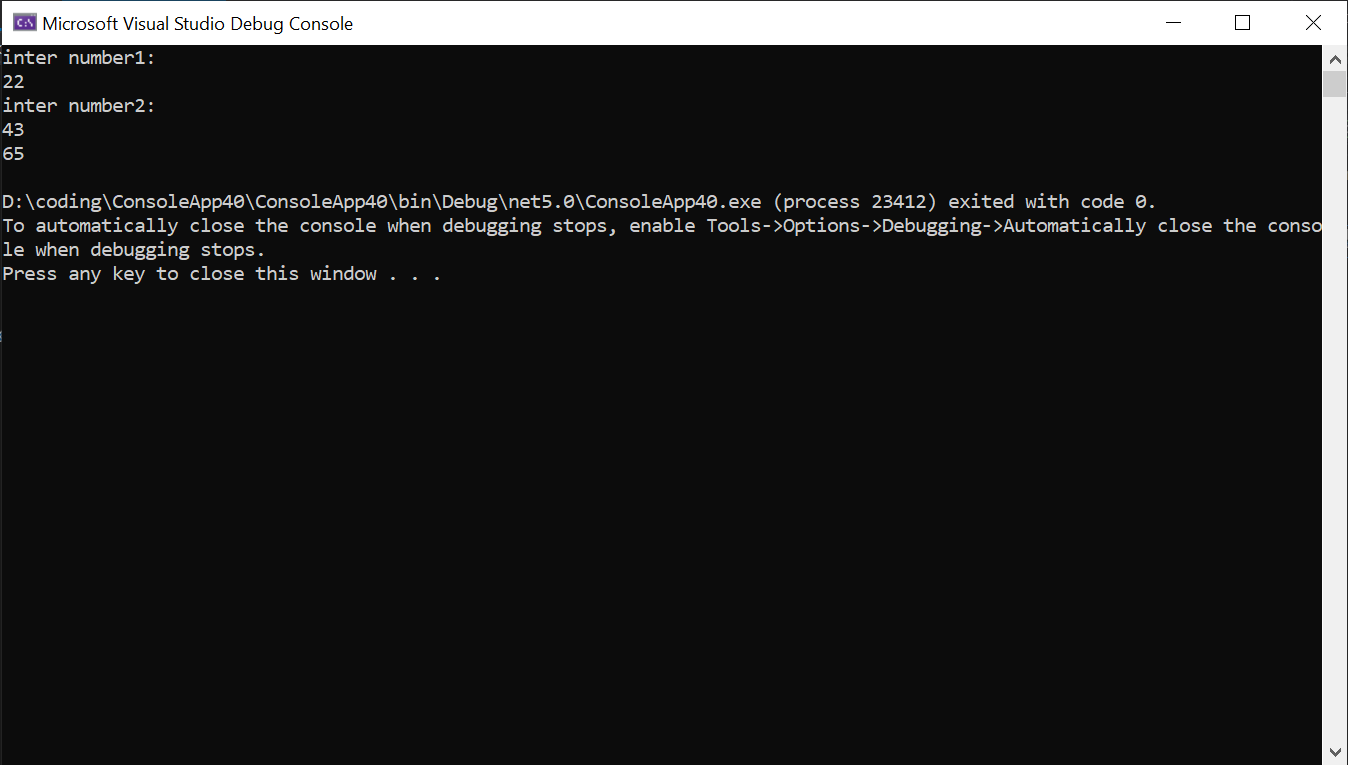 Microsoft Visual Studio Debug Console
inter number1:
22
inter number2:
43
65
D:\coding\ConsoleApp40\ConsoleApp40\bin\Debug\net5.0\ConsoleApp40.exe (process 23412) exited with code 0.
To automatically close the console when debugging stops, enable Tools->Options->Debugging->Automatically close the conso
le when debugging stops.
Press any key to close this window . . .